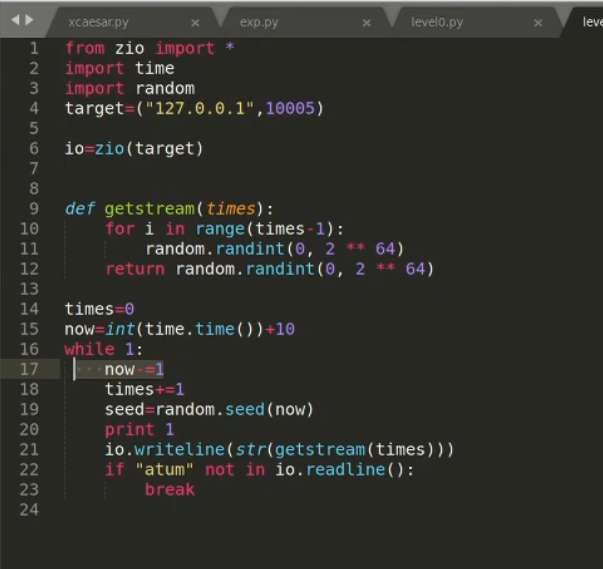 xcaesar.py × exp.py × level0.py × leve
1 from zio import *
2 import time
3 import random
4 target=("127.0.0.1",10005)
5
6 io=zio(target)
7
8
9 def getstream(times):
10     for i in range(times-1):
11         random.randint(0, 2 ** 64)
12     return random.randint(0, 2 ** 64)
13
14 times=0
15 now=int(time.time())+10
16 while 1:
17     now-=1
18     times+=1
19     seed=random.seed(now)
20     print 1
21     io.writeline(str(getstream(times)))
22     if "atum" not in io.readline():
23         break
24